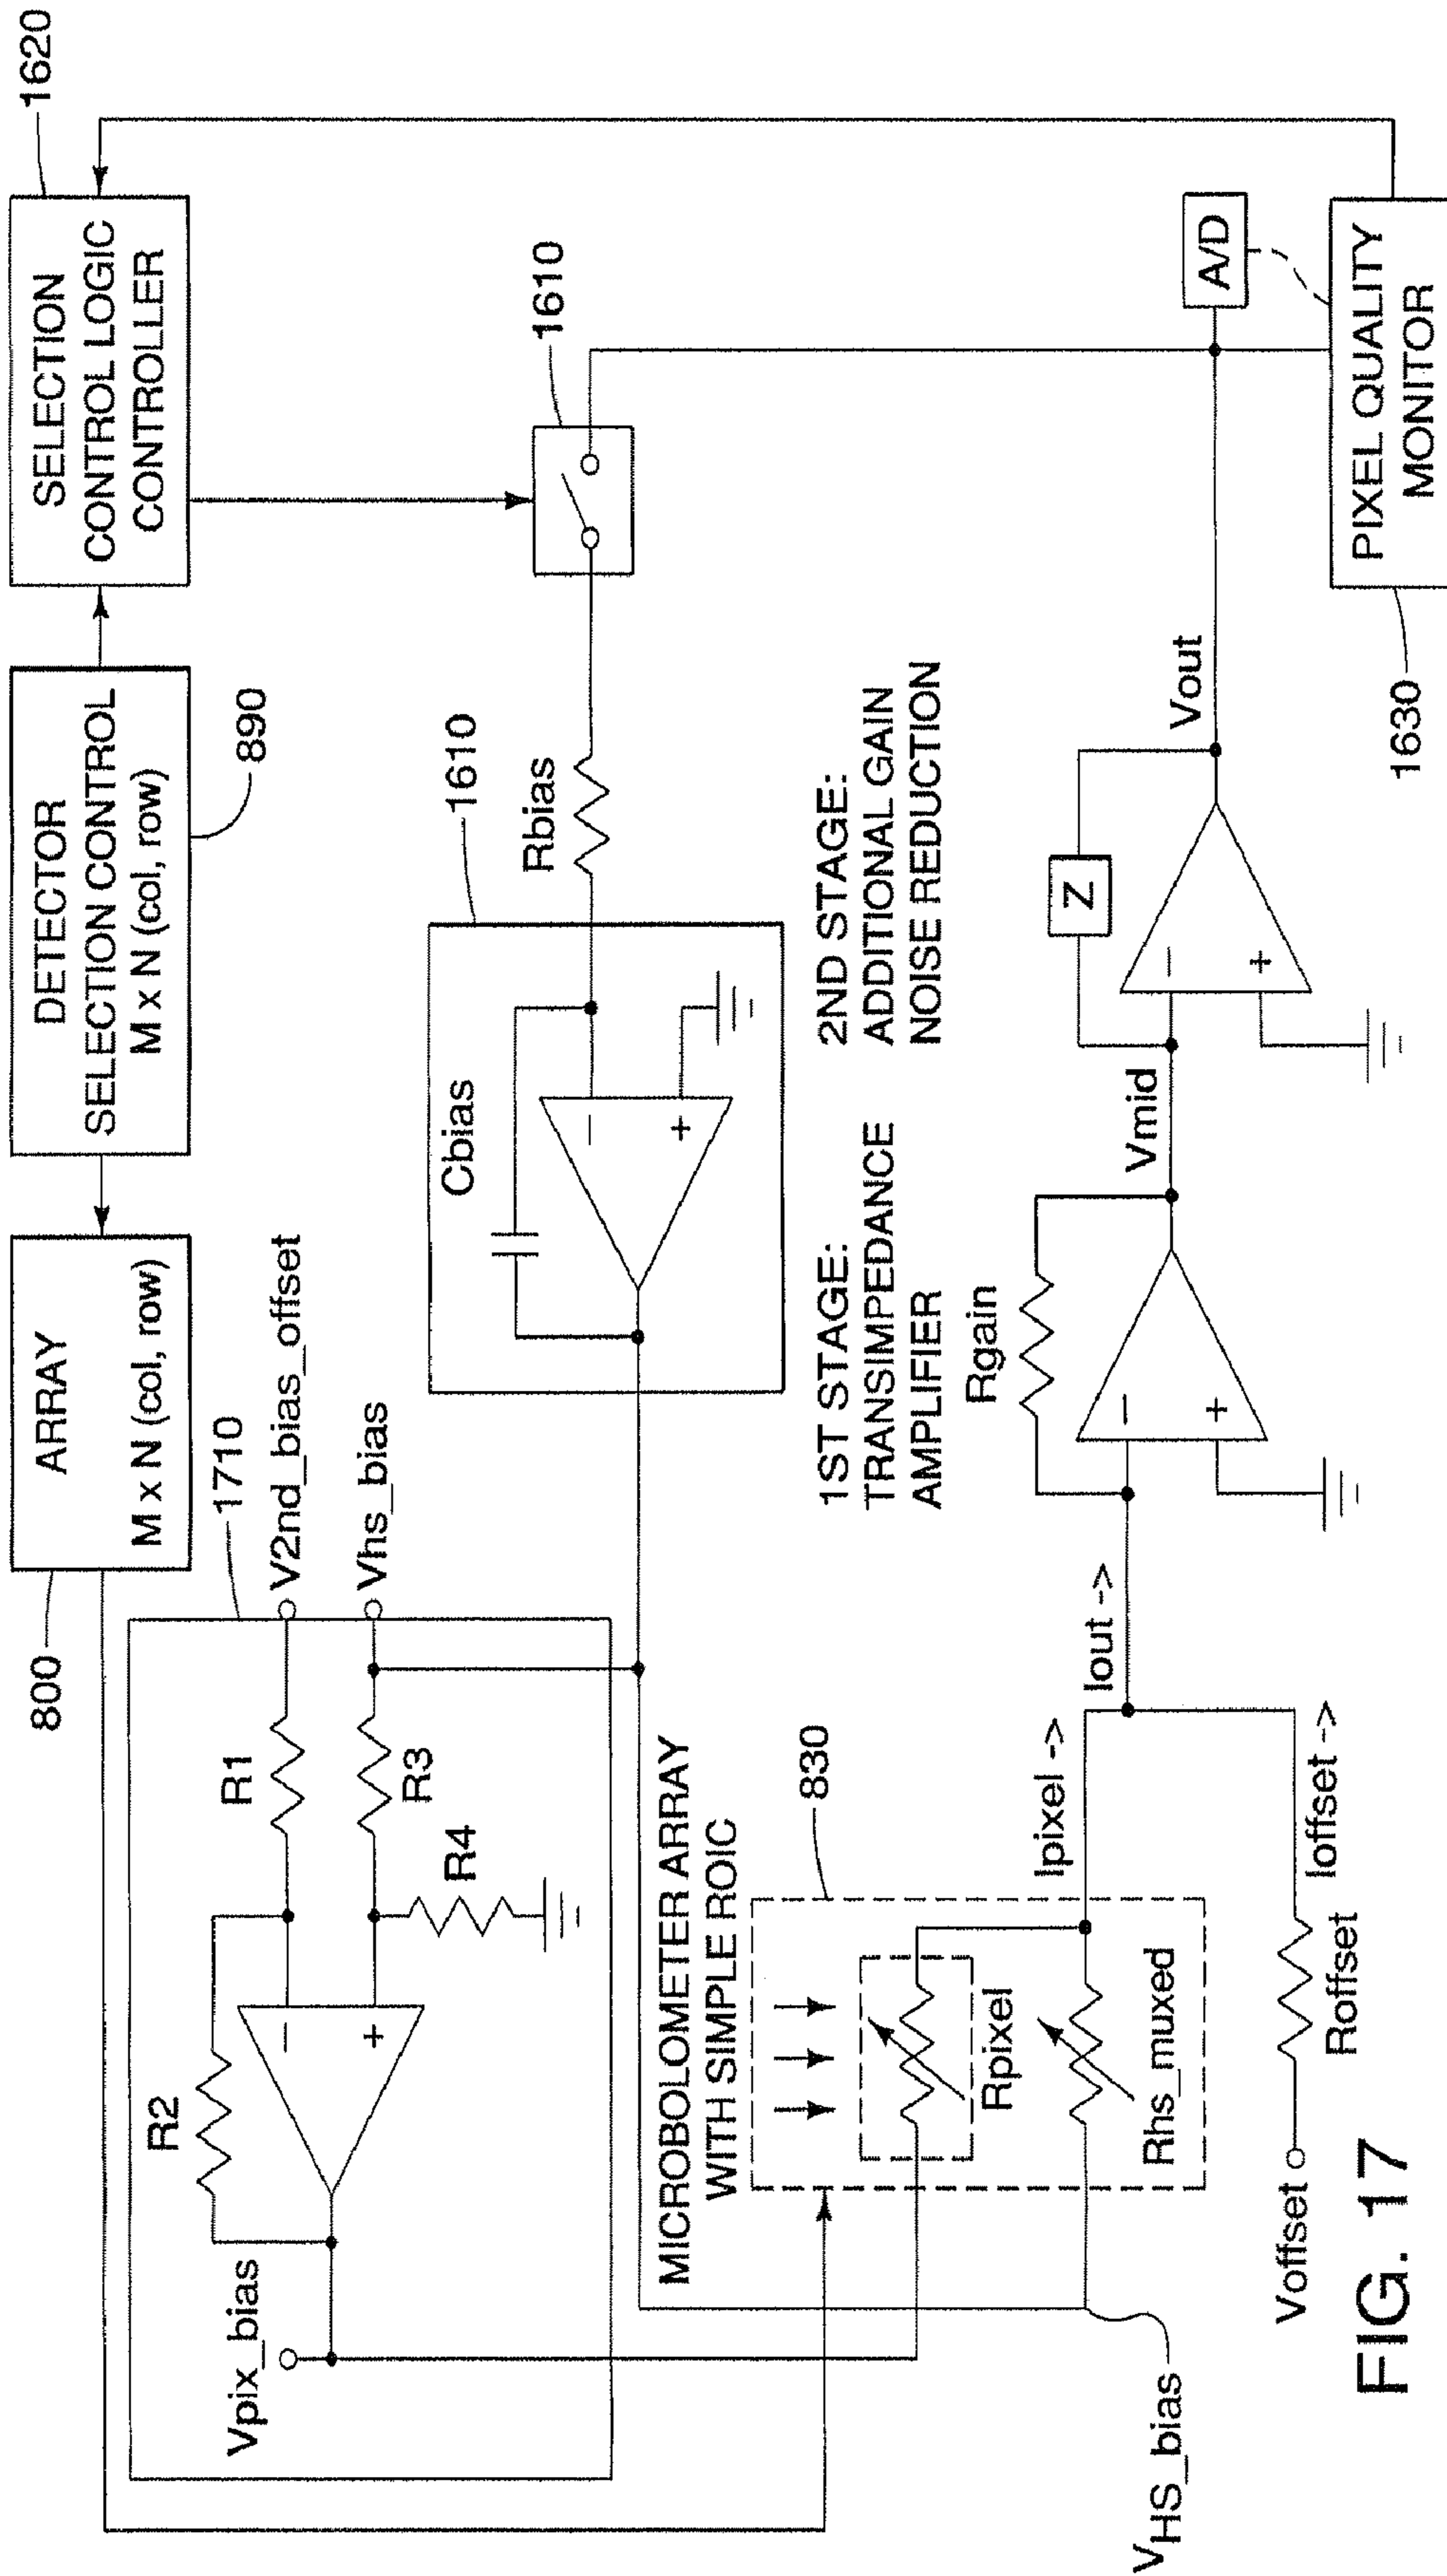 800
ARRAY
M x N (col, row)
DETECTOR
SELECTION CONTROL
M x N (col, row)
890
SELECTION
CONTROL LOGIC
CONTROLLER
1620
1710
V2nd_bias_offset
Vhs_bias
R1
R2
R3
R4
-
+
Vpix_bias
1610
Cbias
-
+
Rbias
1610
MICROBOLOMETER ARRAY
WITH SIMPLE ROIC
830
Rpixel
Rhs_muxed
VHS_bias
Ipixel ->
Iout ->
Ioffset ->
Voffset
Roffset
1ST STAGE:
TRANSIMPEDANCE
AMPLIFIER
Rgain
-
+
Vmid
2ND STAGE:
ADDITIONAL GAIN
NOISE REDUCTION
Z
-
+
Vout
A/D
PIXEL QUALITY
MONITOR
1630
FIG. 17